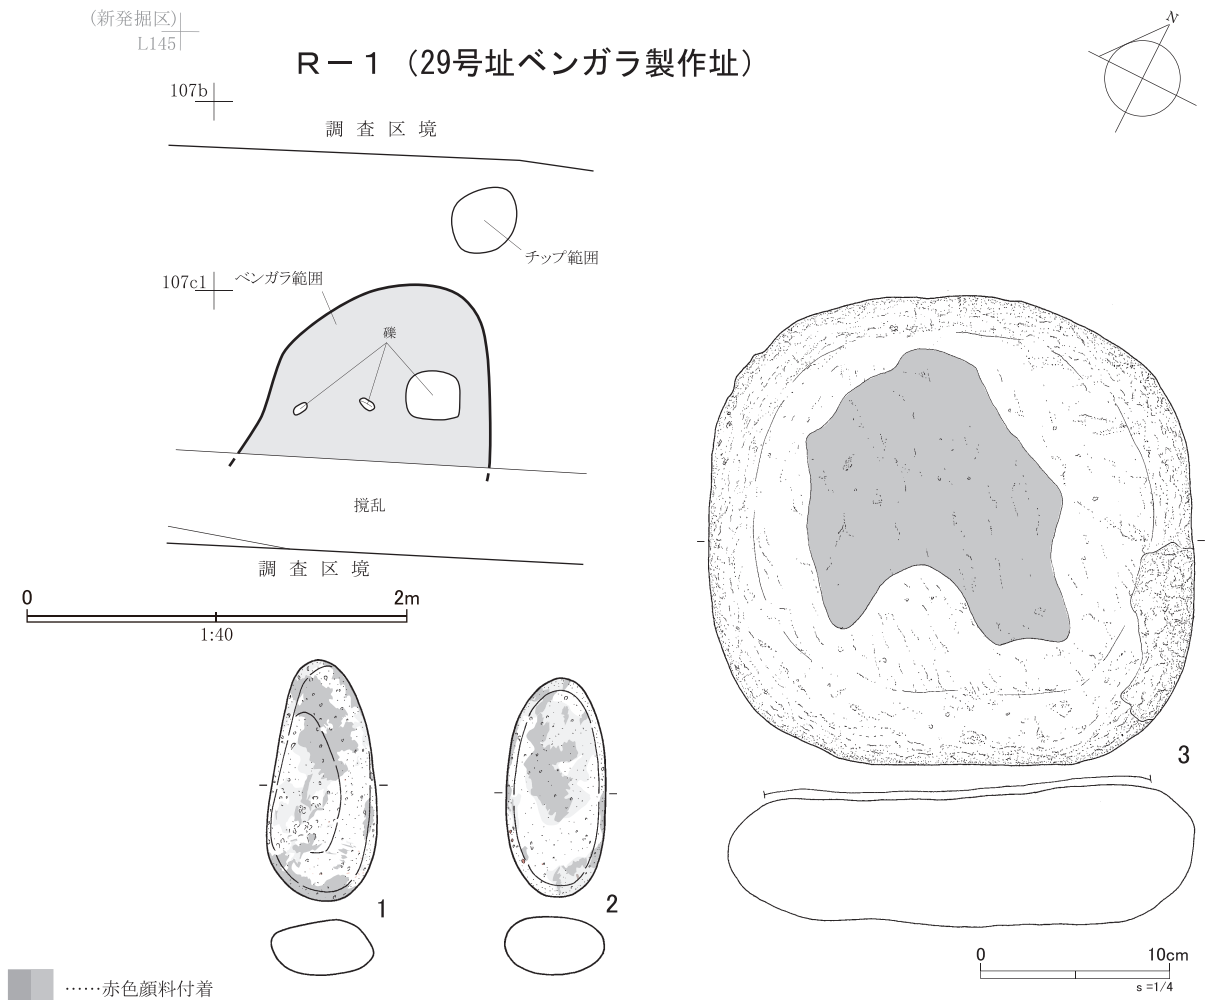 (新発掘区)
L145
R－1（29号址ベンガラ製作址）
N
107b
調査区境
チップ範囲
107c1
ベンガラ範囲
礫
撹乱
調査区境
0 2m
1:40
1
2
3
0 10cm
s =1/4
……赤色顔料付着